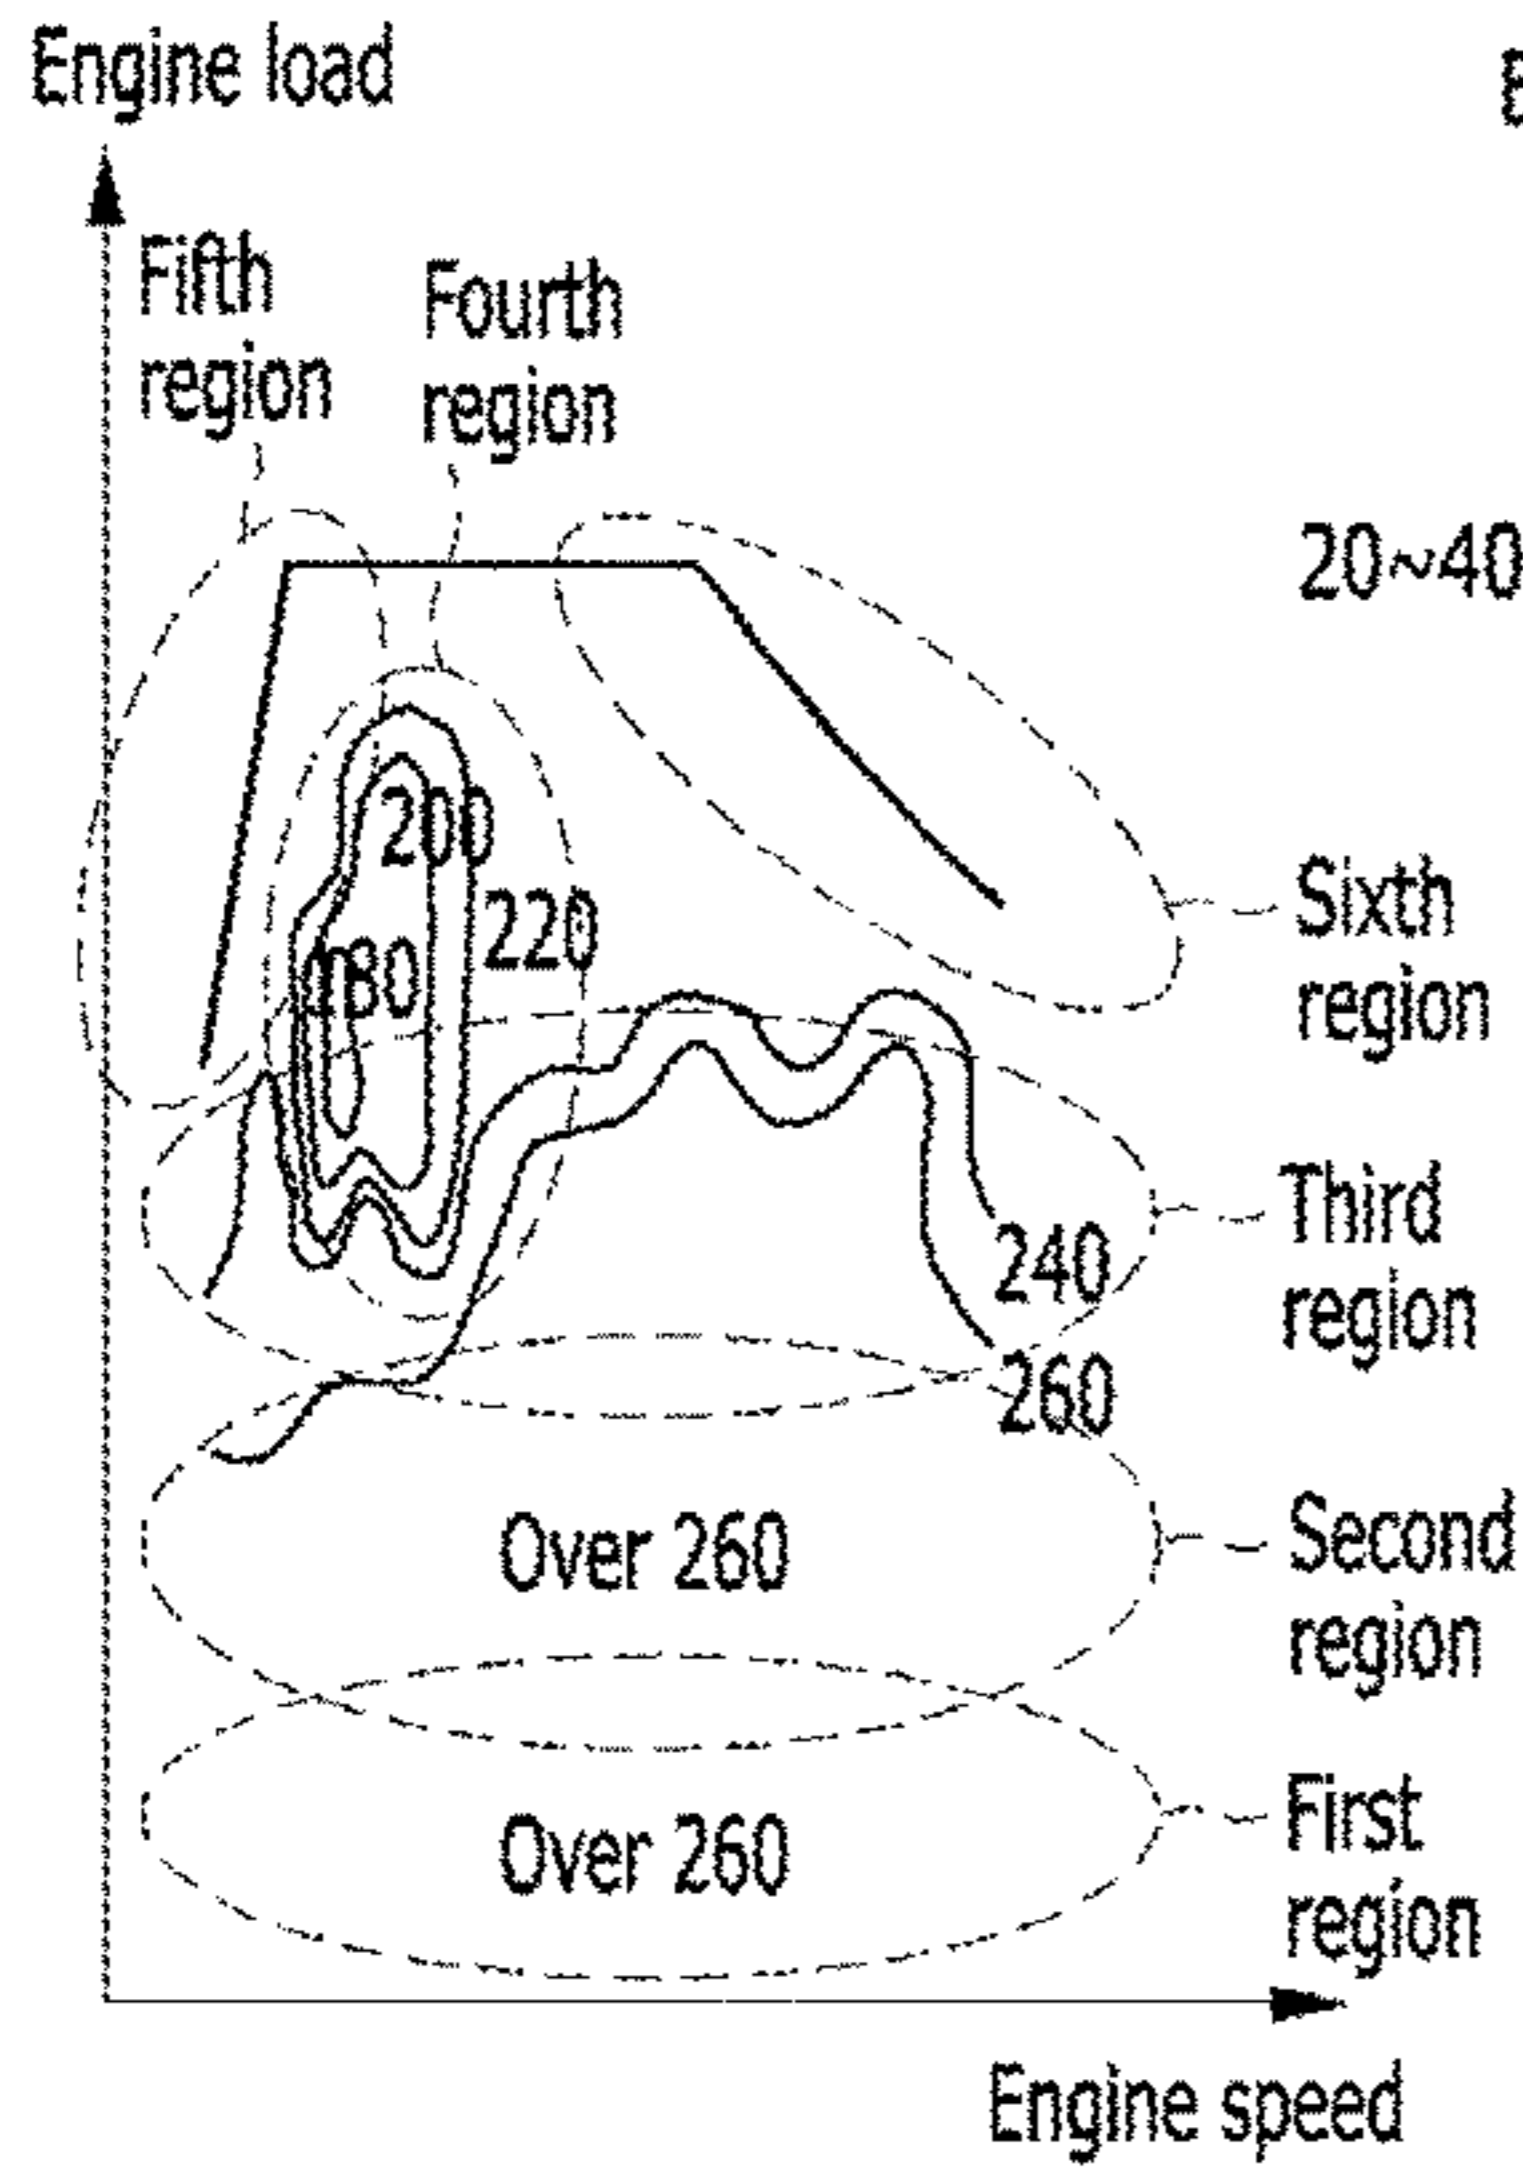 Engine load
Fifth
region
Fourth
region
20~40
200
220
180
Sixth
region
Third
region
240
260
Second
region
Over 260
First
region
Over 260
Engine speed